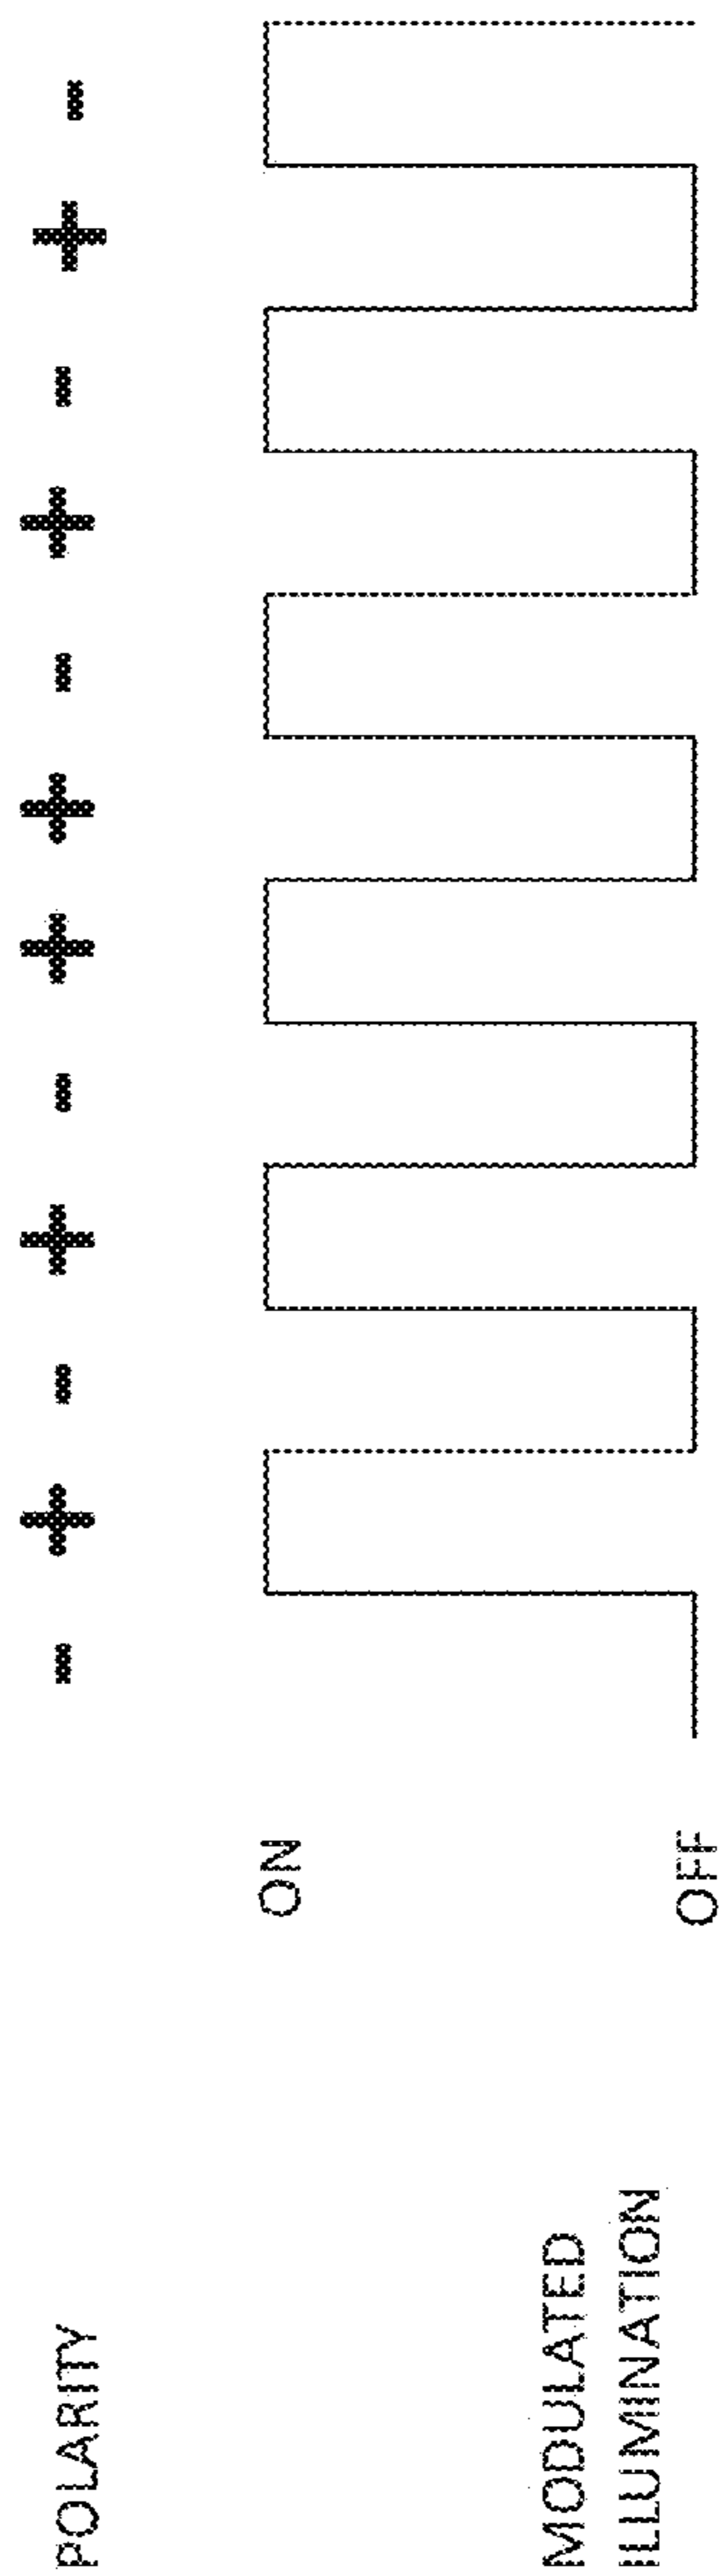 POLARITY - + - + - + + - + - + -
ON
MODULATED
ILLUMINATION
OFF